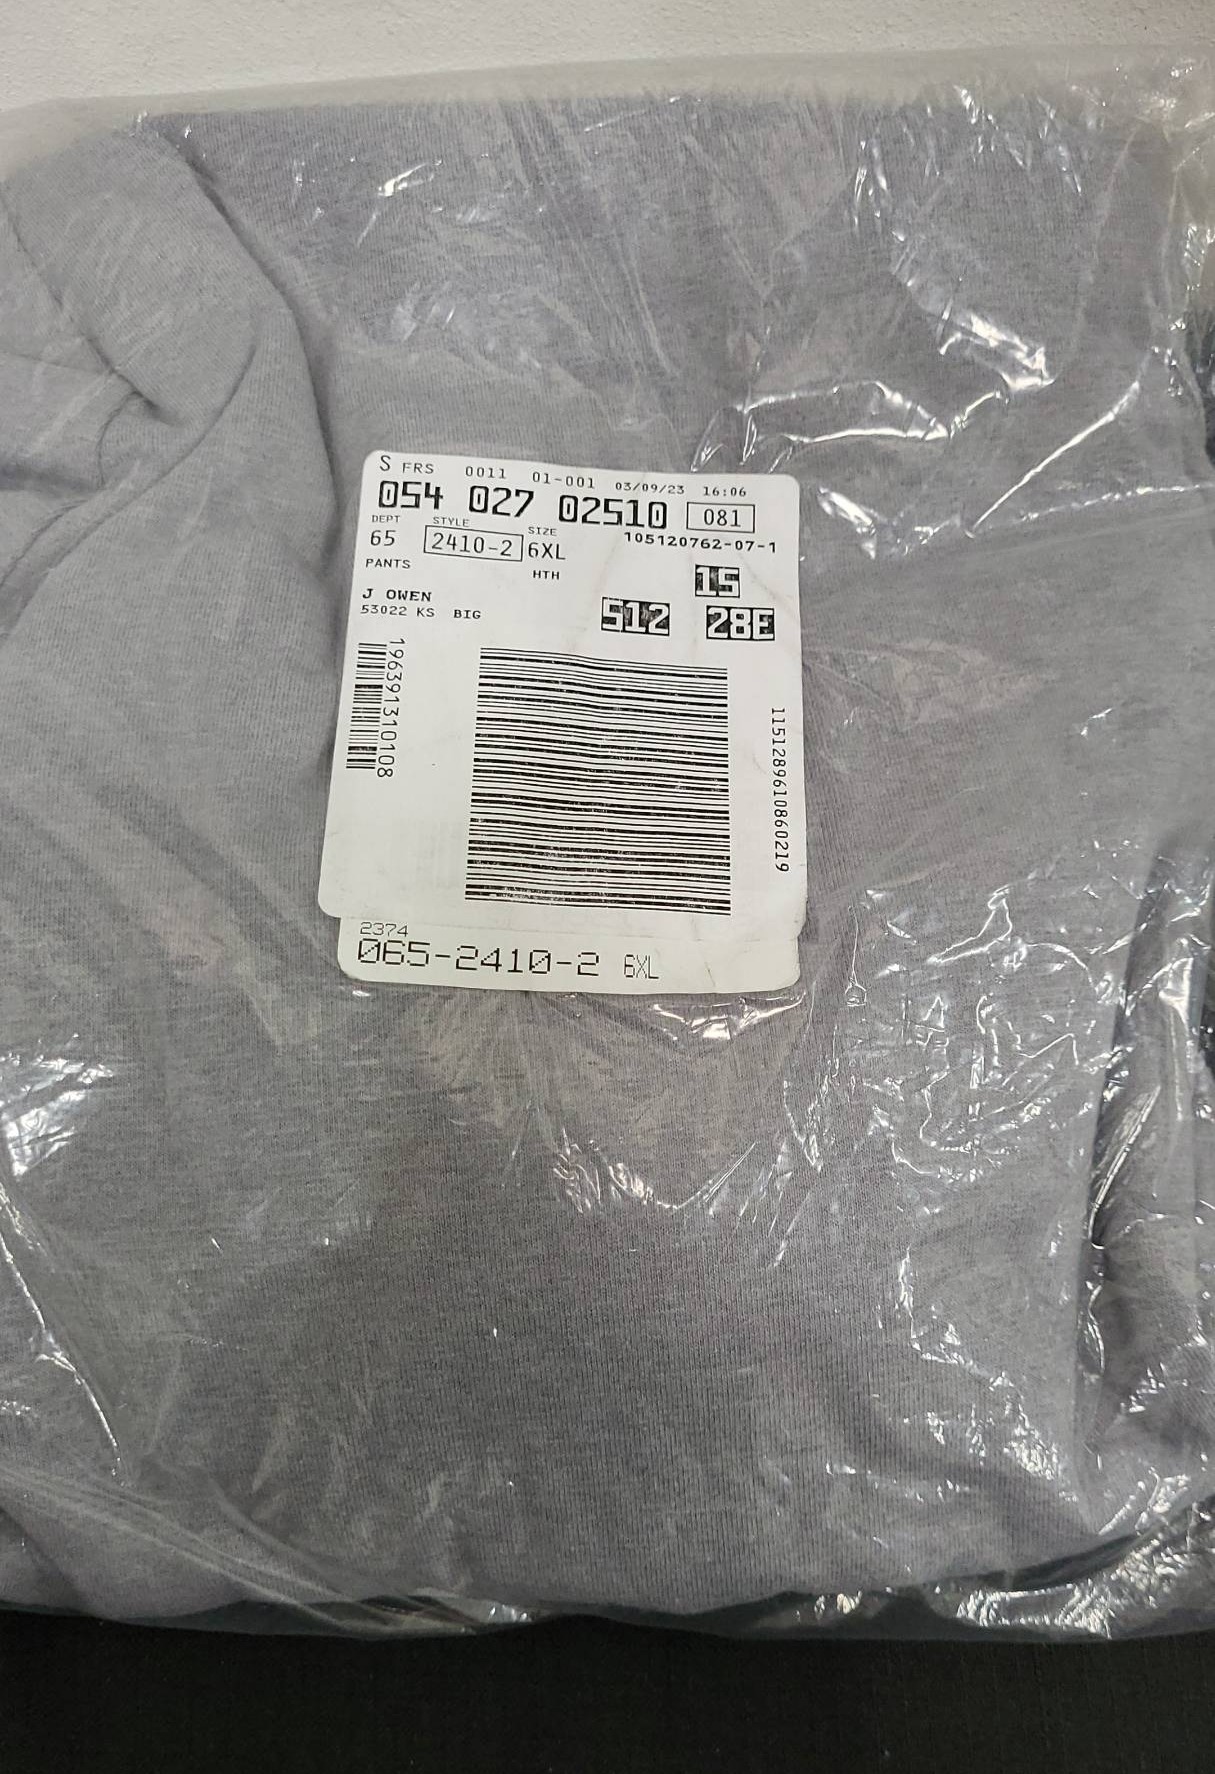 S FRS 0011 01-001 03/09/23 16:06
054 027 02510 081
DEPT STYLE SIZE 105120762-07-1
65 2410-2 6XL
PANTS HTH 15
J OWEN 512 28E
53022 KS BIG
196391310108
1151289610860219
2374
065-2410-2 6XL